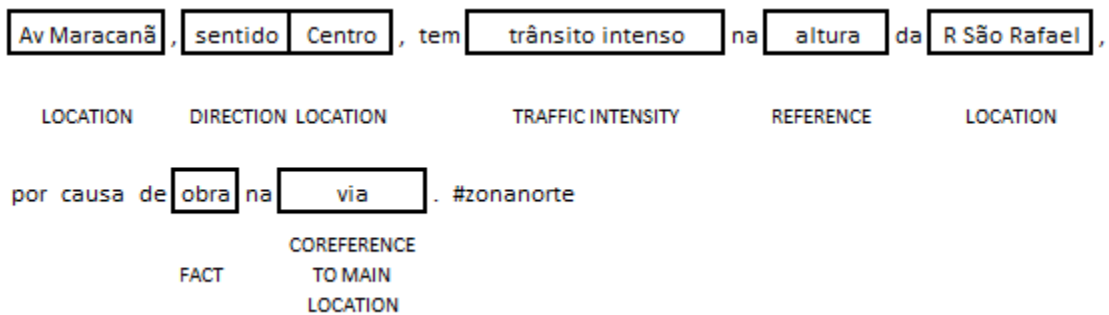 Av Maracanã , sentido Centro , tem trânsito intenso na altura da R São Rafael ,
LOCATION DIRECTION LOCATION TRAFFIC INTENSITY REFERENCE LOCATION
por causa de obra na via . #zonanorte
COREFERENCE
FACT TO MAIN
LOCATION